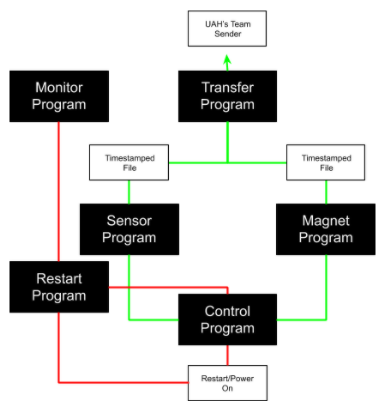 UAH's Team
Sender
Monitor
Program
Transfer
Program
Timestamped
File
Timestamped
File
Sensor
Program
Magnet
Program
Restart
Program
Control
Program
Restart/Power
On